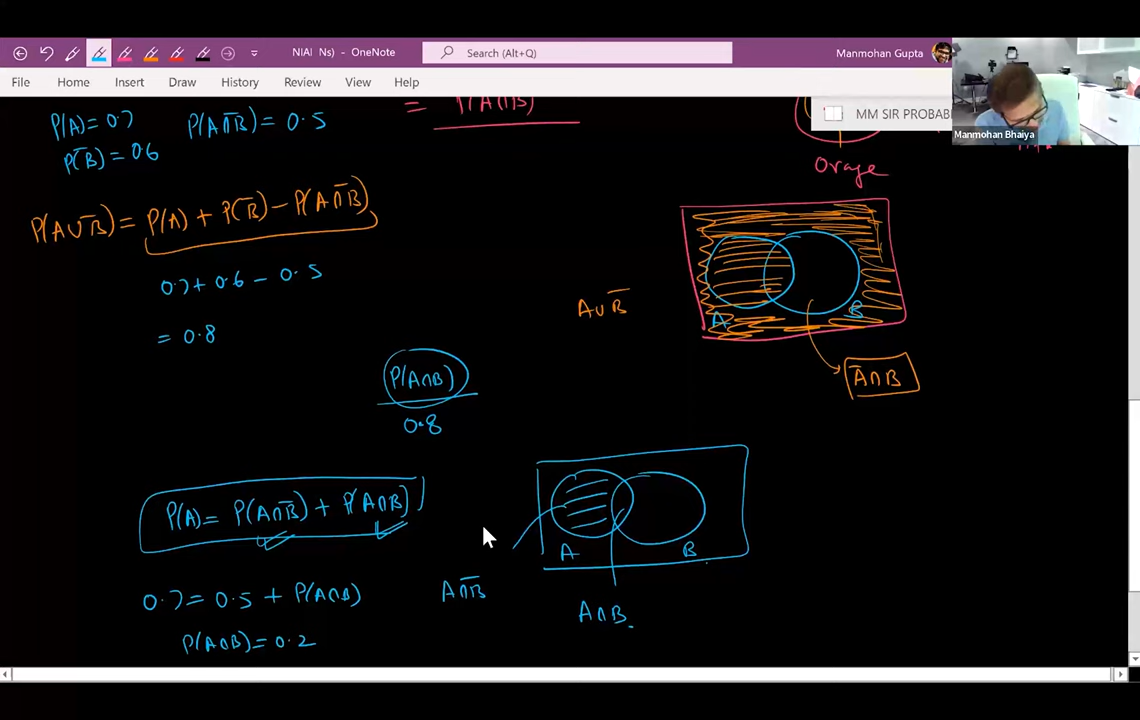 NIAI Ns) - OneNote
Search (Alt+Q)
Manmohan Gupta
File Home Insert Draw History Review View Help
MM SIR PROBAB
Manmohan Bhaiya
P(A)=0.7 P(A∩B̅)=0.5
= P(A∩B)
P(B̅)=0.6
Orage
P(A∪B̅)= P(A) + P(B̅) - P(A∩B̅)
0.7+0.6-0.5
A∪B̅
A B
= 0.8
P(A∩B)
0.8
A̅∩B
P(A)= P(A∩B̅) + P(A∩B)
A B
0.7= 0.5 + P(A∩B)
A∩B̅
A∩B
P(A∩B)=0.2